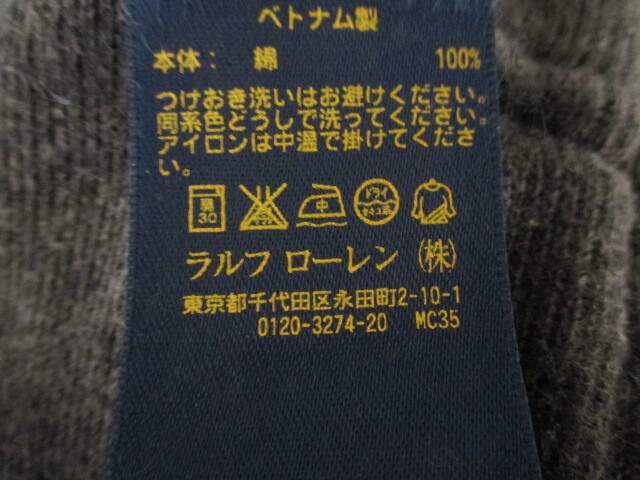 ベトナム製
本体： 綿 100%
つけおき洗いはお避けください。
同系色どうしで洗ってください。
アイロンは中温で掛けてくださ
い。
30 中 ドライ
ラルフ ローレン ㈱
東京都千代田区永田町2-10-1
0120-3274-20 MC35